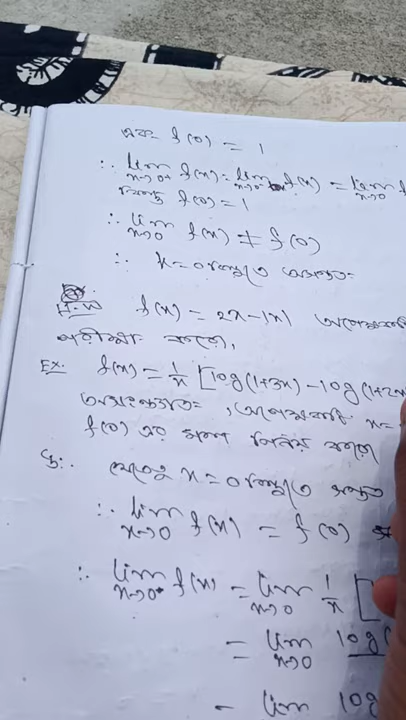 এবং f(0) = 1
∴ lim x→0+ f(x) = lim x→0- f(x) = lim x→0 f
কিন্তু f(0) = 1
∴ lim x→0 f(x) ≠ f(0)
∴ x = 0 বিন্দুতে
H.W f(x) = 2x - |x|
Ex. f(x) = 1/x [log(1+3x) - log(1+2x
x =
f(0) এর মান নির্ণয় করো
যেহেতু x = 0 বিন্দুতে
∴ lim x→0 f(x) = f(0)
∴ lim x→0 f(x) = lim x→0 1/x [
= lim x→0 log(
= lim log